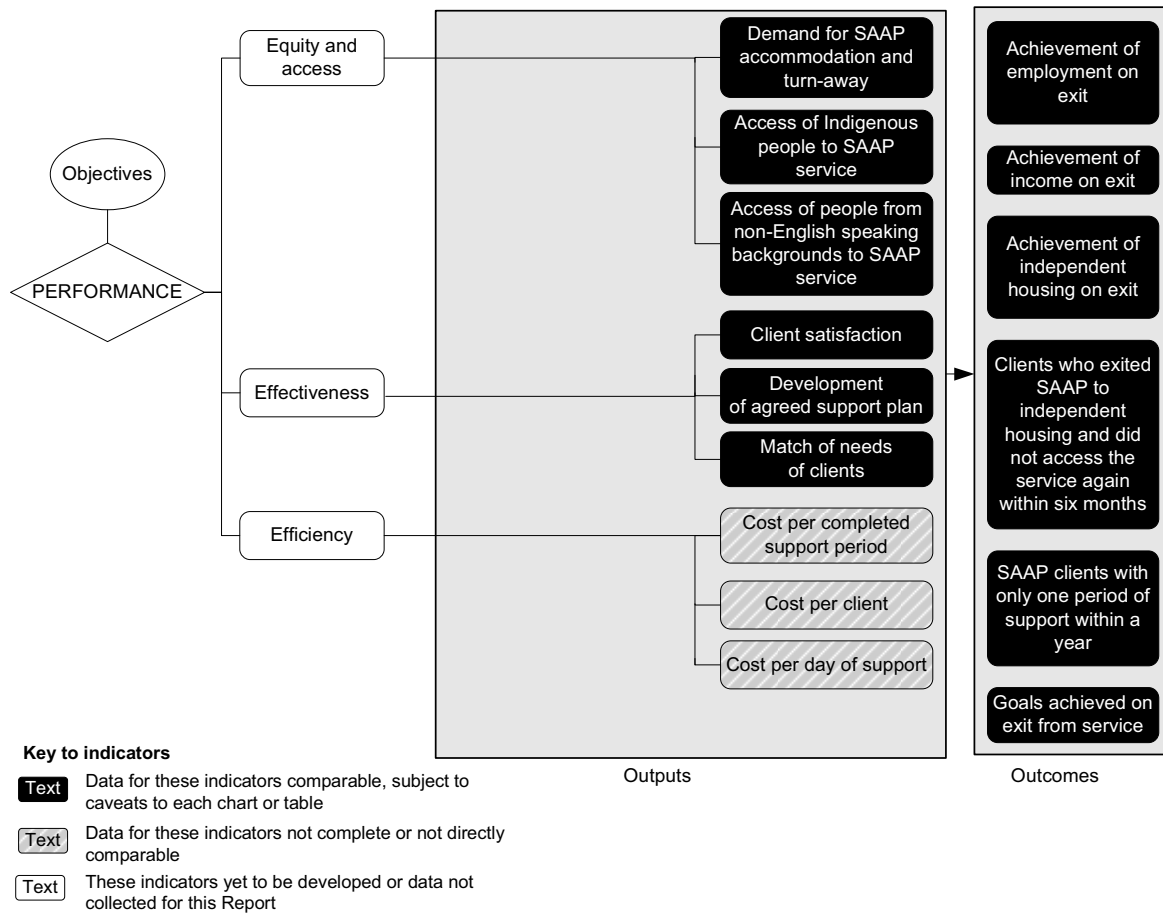 Objectives
PERFORMANCE
Equity and
access
Effectiveness
Efficiency
Demand for SAAP
accommodation and
turn-away
Access of Indigenous
people to SAAP
service
Access of people from
non-English speaking
backgrounds to SAAP
service
Client satisfaction
Development
of agreed support plan
Match of needs
of clients
Cost per completed
support period
Cost per client
Cost per day of support
Outputs
Achievement of
employment on
exit
Achievement of
income on exit
Achievement of
independent
housing on exit
Clients who exited
SAAP to
independent
housing and did
not access the
service again
within six months
SAAP clients with
only one period of
support within a
year
Goals achieved on
exit from service
Outcomes
Key to indicators
Text
Data for these indicators comparable, subject to
caveats to each chart or table
Text
Data for these indicators not complete or not directly
comparable
Text
These indicators yet to be developed or data not
collected for this Report